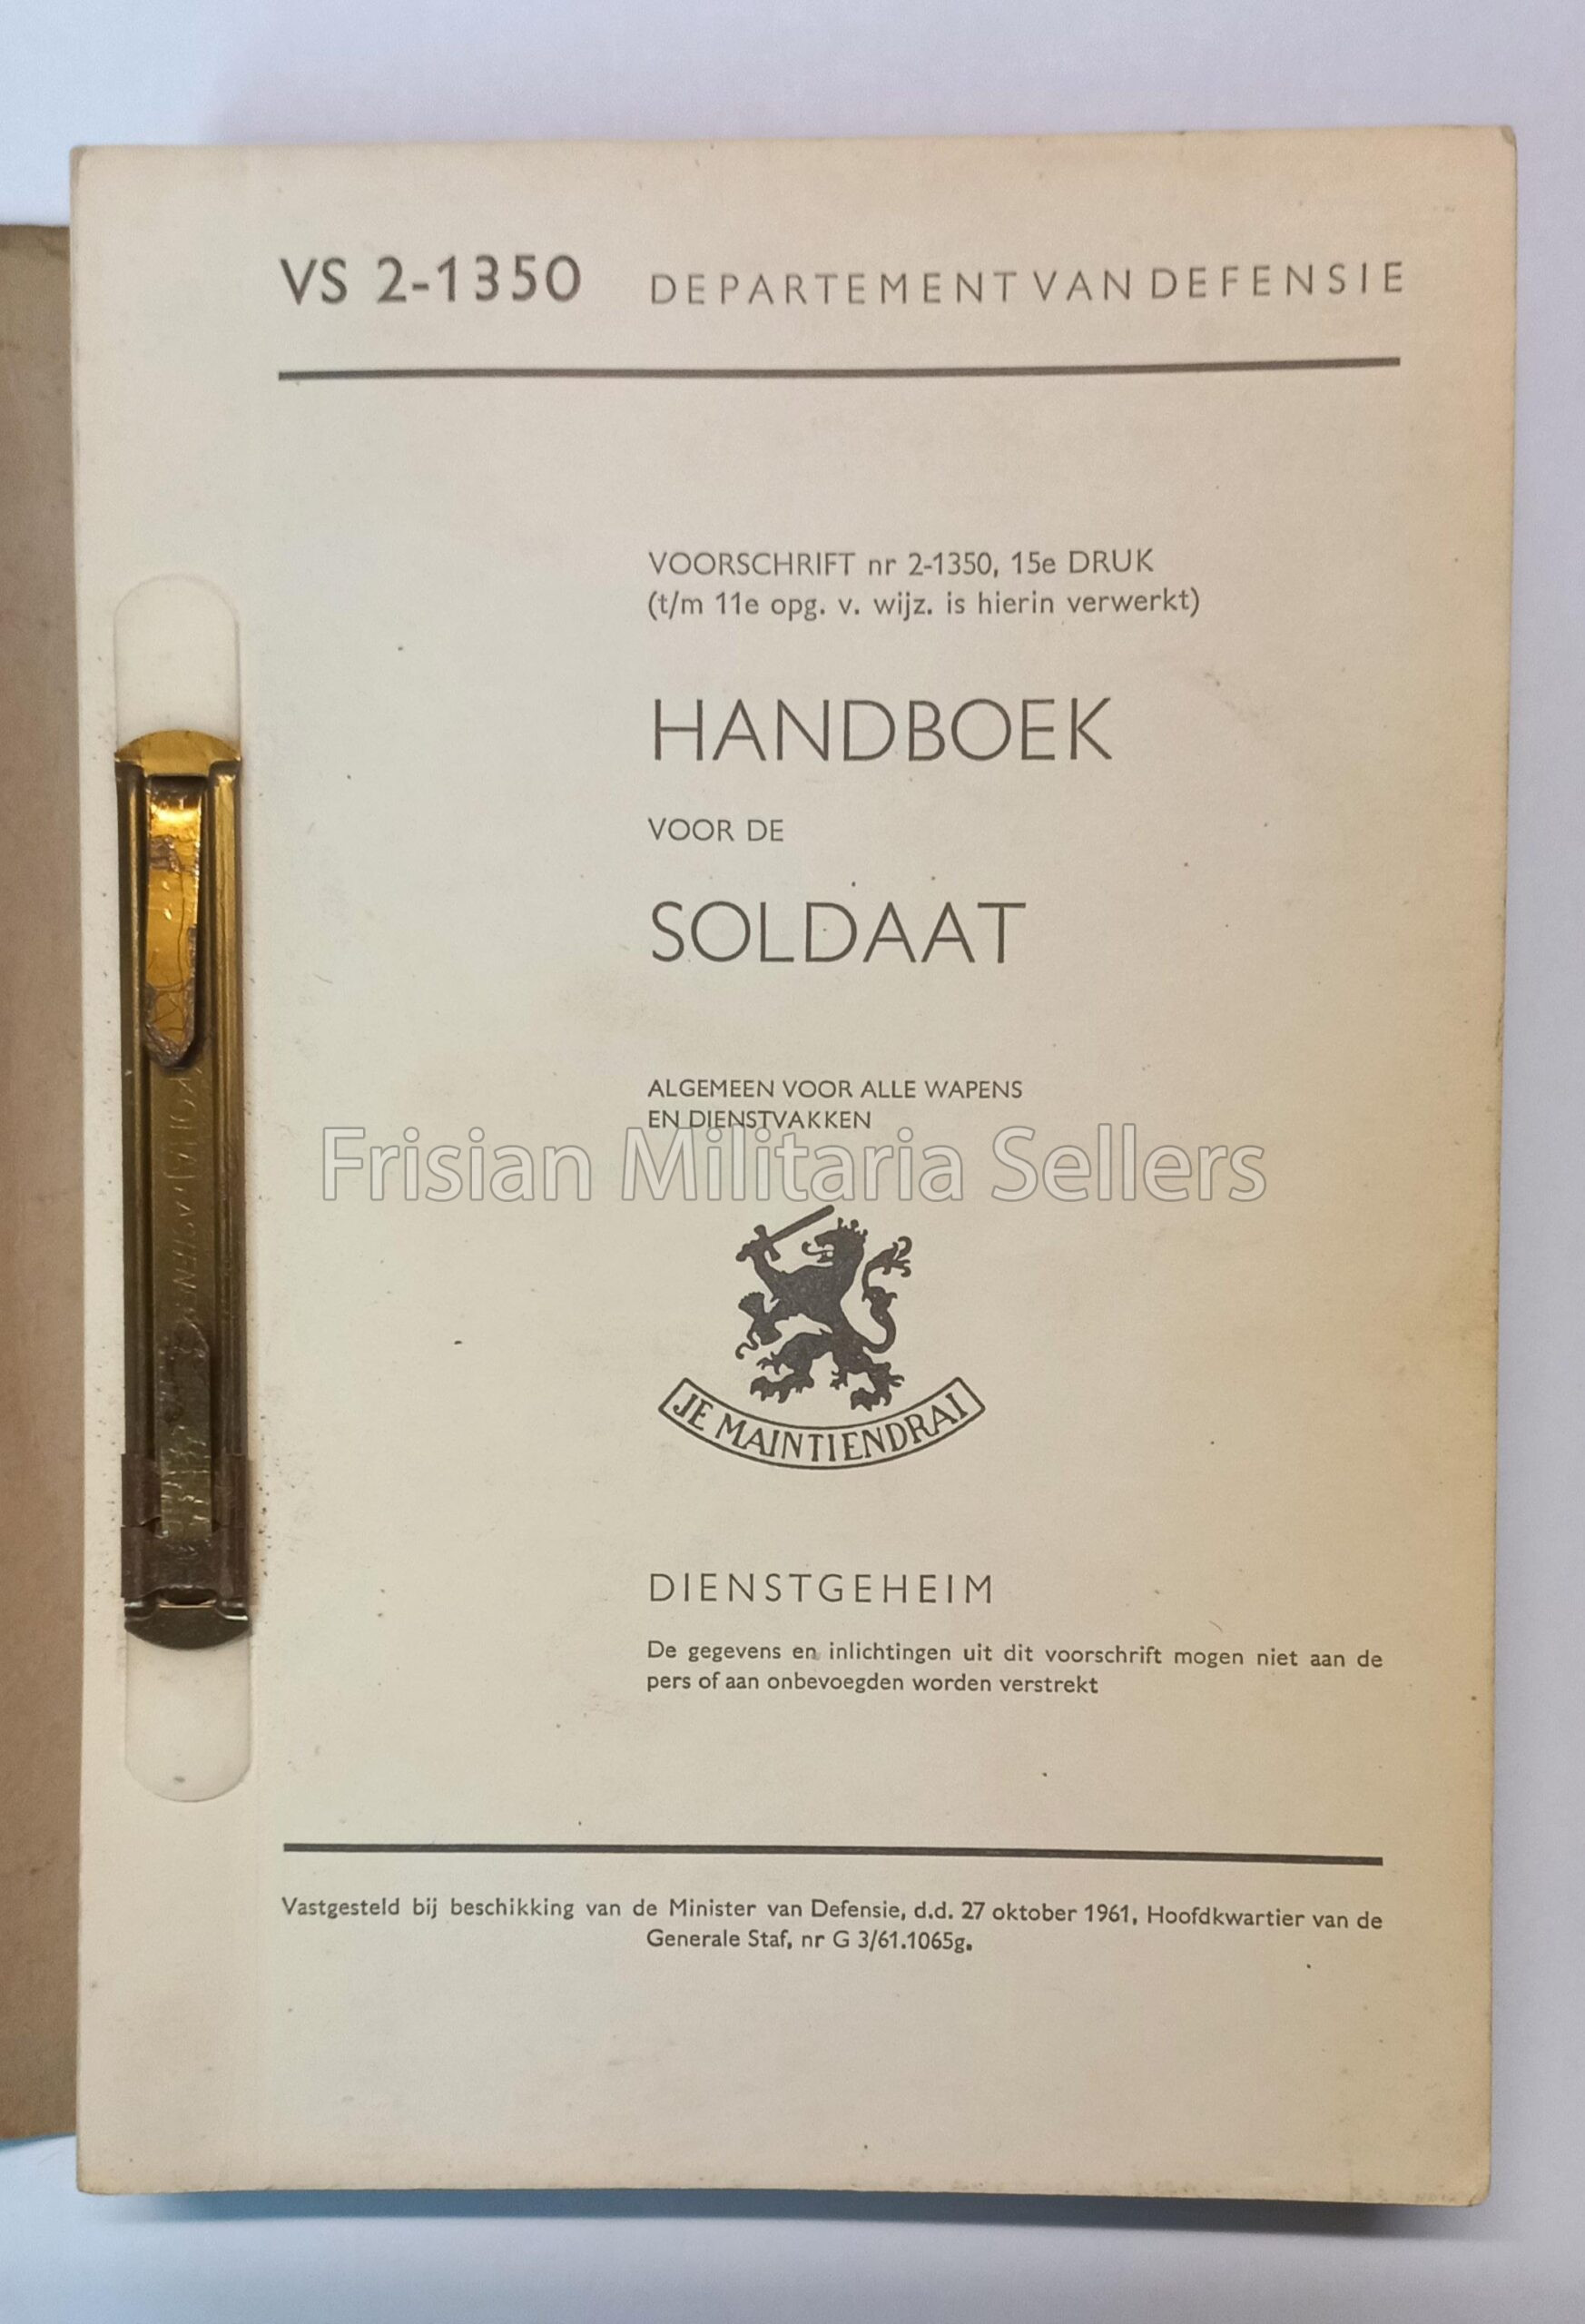 VS 2-1350 DEPARTEMENT VAN DEFENSIE
VOORSCHRIFT nr 2-1350, 15e DRUK
(t/m 11e opg. v. wijz. is hierin verwerkt)
HANDBOEK
VOOR DE
SOLDAAT
ALGEMEEN VOOR ALLE WAPENS
EN DIENSTVAKKEN
Frisian Militaria Sellers
JE MAINTIENDRAI
DIENSTGEHEIM
De gegevens en inlichtingen uit dit voorschrift mogen niet aan de
pers of aan onbevoegden worden verstrekt
Vastgesteld bij beschikking van de Minister van Defensie, d.d. 27 oktober 1961, Hoofdkwartier van de
Generale Staf, nr G 3/61.1065g.